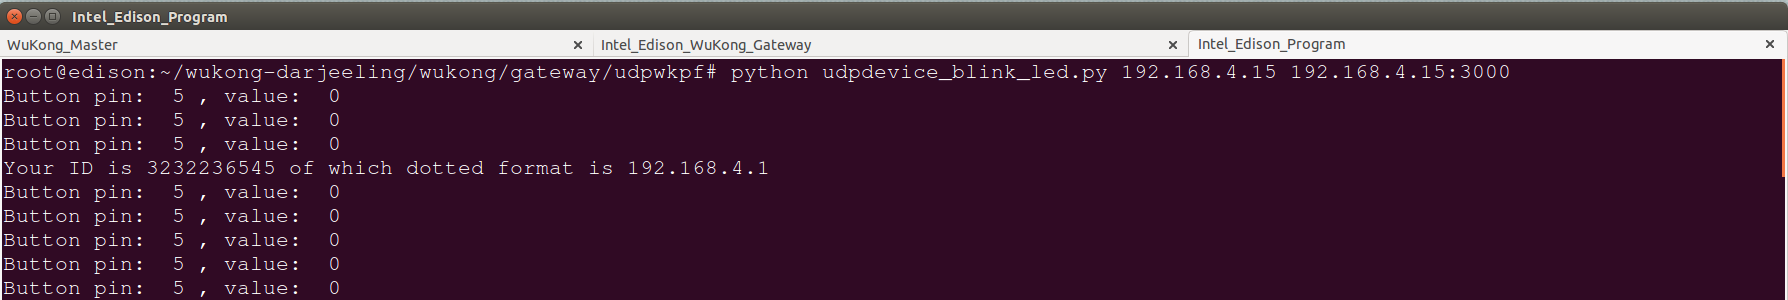 Intel_Edison_Program
WuKong_Master × Intel_Edison_WuKong_Gateway × Intel_Edison_Program ×
root@edison:~/wukong-darjeeling/wukong/gateway/udpwkpf# python udpdevice_blink_led.py 192.168.4.15 192.168.4.15:3000
Button pin:  5 , value:  0
Button pin:  5 , value:  0
Button pin:  5 , value:  0
Your ID is 3232236545 of which dotted format is 192.168.4.1
Button pin:  5 , value:  0
Button pin:  5 , value:  0
Button pin:  5 , value:  0
Button pin:  5 , value:  0
Button pin:  5 , value:  0